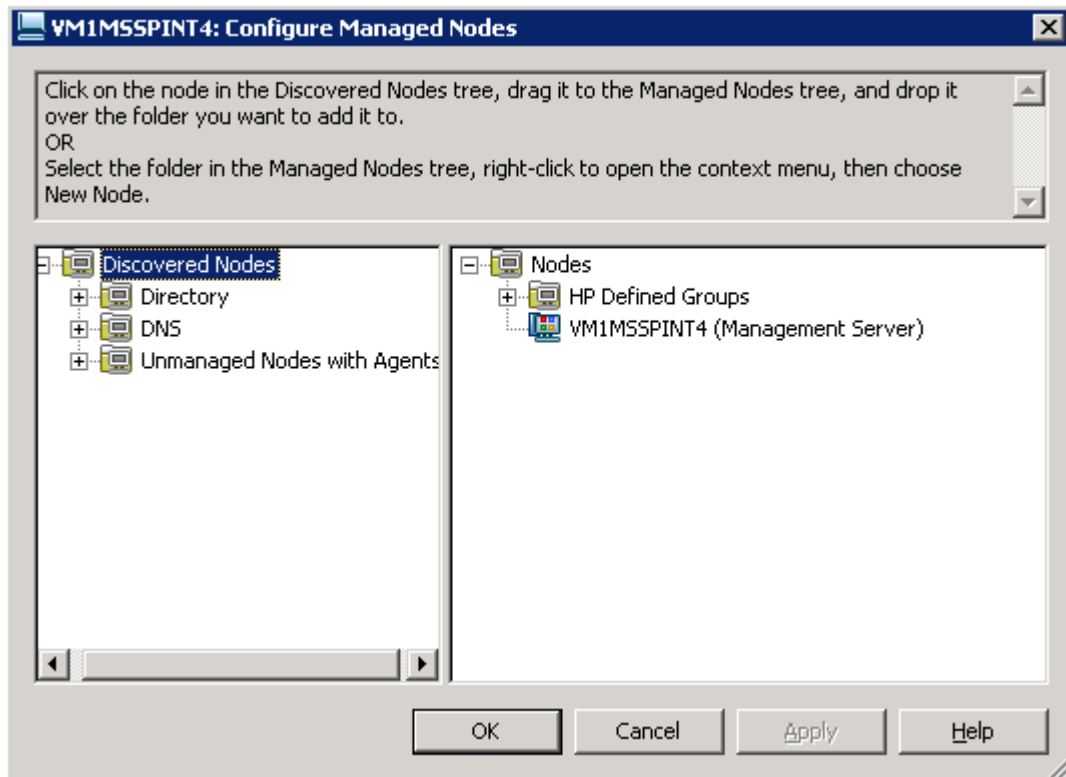 VM1MSSPINT4: Configure Managed Nodes
Click on the node in the Discovered Nodes tree, drag it to the Managed Nodes tree, and drop it
over the folder you want to add it to.
OR
Select the folder in the Managed Nodes tree, right-click to open the context menu, then choose
New Node.
Discovered Nodes
Directory
DNS
Unmanaged Nodes with Agents
Nodes
HP Defined Groups
VM1MSSPINT4 (Management Server)
OK
Cancel
Apply
Help